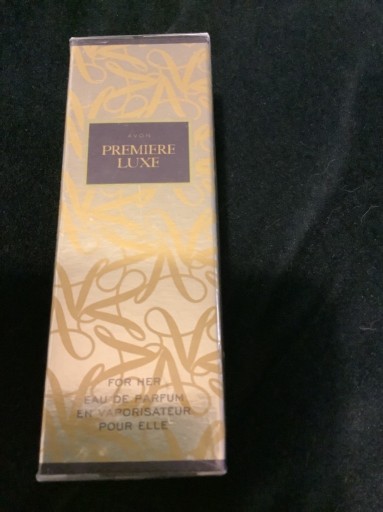 AVON
PREMIERE
LUXE
FOR HER
EAU DE PARFUM
EN VAPORISATEUR
POUR ELLE